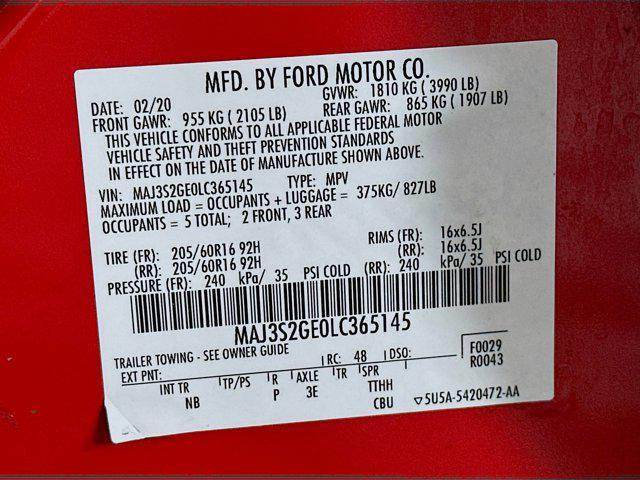 MFD. BY FORD MOTOR CO.
DATE: 02/20 GVWR: 1810 KG ( 3990 LB)
FRONT GAWR: 955 KG ( 2105 LB) REAR GAWR: 865 KG ( 1907 LB)
THIS VEHICLE CONFORMS TO ALL APPLICABLE FEDERAL MOTOR
VEHICLE SAFETY AND THEFT PREVENTION STANDARDS
IN EFFECT ON THE DATE OF MANUFACTURE SHOWN ABOVE.
VIN: MAJ3S2GE0LC365145 TYPE: MPV
MAXIMUM LOAD = OCCUPANTS + LUGGAGE = 375KG/ 827LB
OCCUPANTS = 5 TOTAL; 2 FRONT, 3 REAR
TIRE (FR): 205/60R16 92H RIMS (FR): 16x6.5J
(RR): 205/60R16 92H (RR): 16x6.5J
PRESSURE (FR): 240 kPa/ 35 PSI COLD (RR): 240 kPa/ 35 PSI COLD
MAJ3S2GE0LC365145
TRAILER TOWING - SEE OWNER GUIDE
EXT PNT: RC: 48 DSO: F0029
R0043
INT TR TP/PS R AXLE TR SPR
NB P 3E TTHH
CBU ▽5U5A-5420472-AA